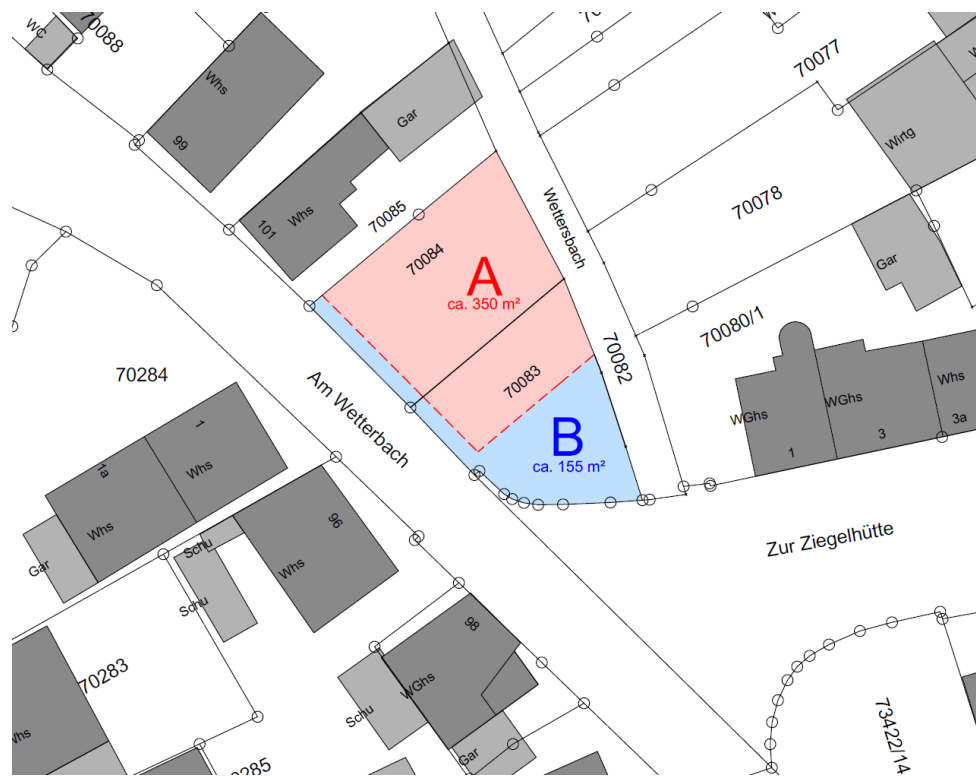 WC
70088
Whs
99
Gar
Whs
101
70085
70084
A
ca. 350 m²
70083
B
ca. 155 m²
Wettersbach
70082
70077
Wirtg
70078
Gar
70080/1
WGhs
1
WGhs
3
Whs
3a
70284
Am Wetterbach
1a
1
Whs
Whs
Gar
Schu
Schu
96
Whs
Zur Ziegelhütte
98
WGhs
Schu
Gar
70283
73422/14